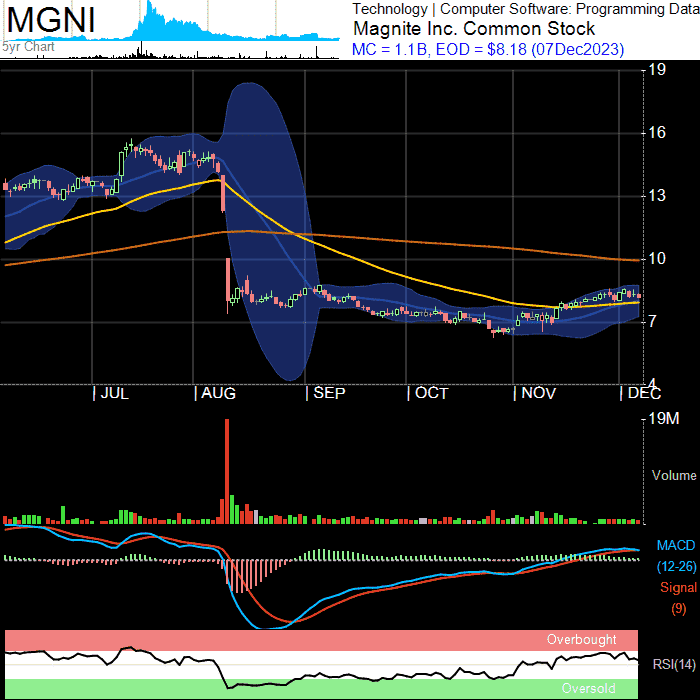 MGNI
5yr Chart
Technology | Computer Software: Programming Data
Magnite Inc. Common Stock
MC = 1.1B, EOD = $8.18 (07Dec2023)
19
16
13
10
7
4
JUL
AUG
SEP
OCT
NOV
DEC
19M
Volume
MACD
(12-26)
Signal
(9)
Overbought
RSI(14)
Oversold